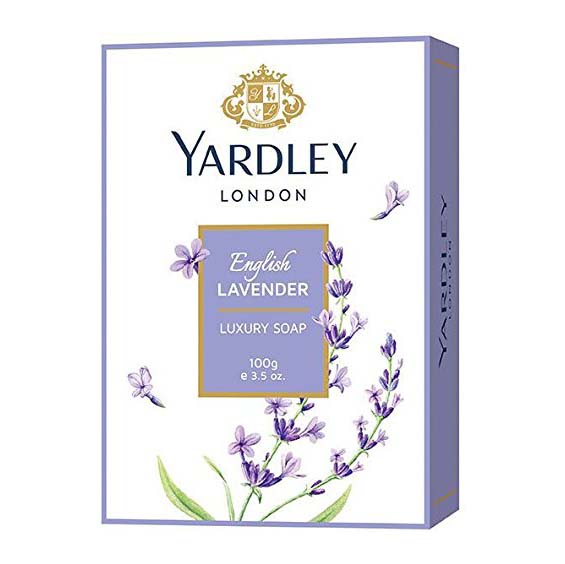 YARDLEY
LONDON
English
LAVENDER
LUXURY SOAP
100g
e 3.5 oz.
YARDLEY
LONDON